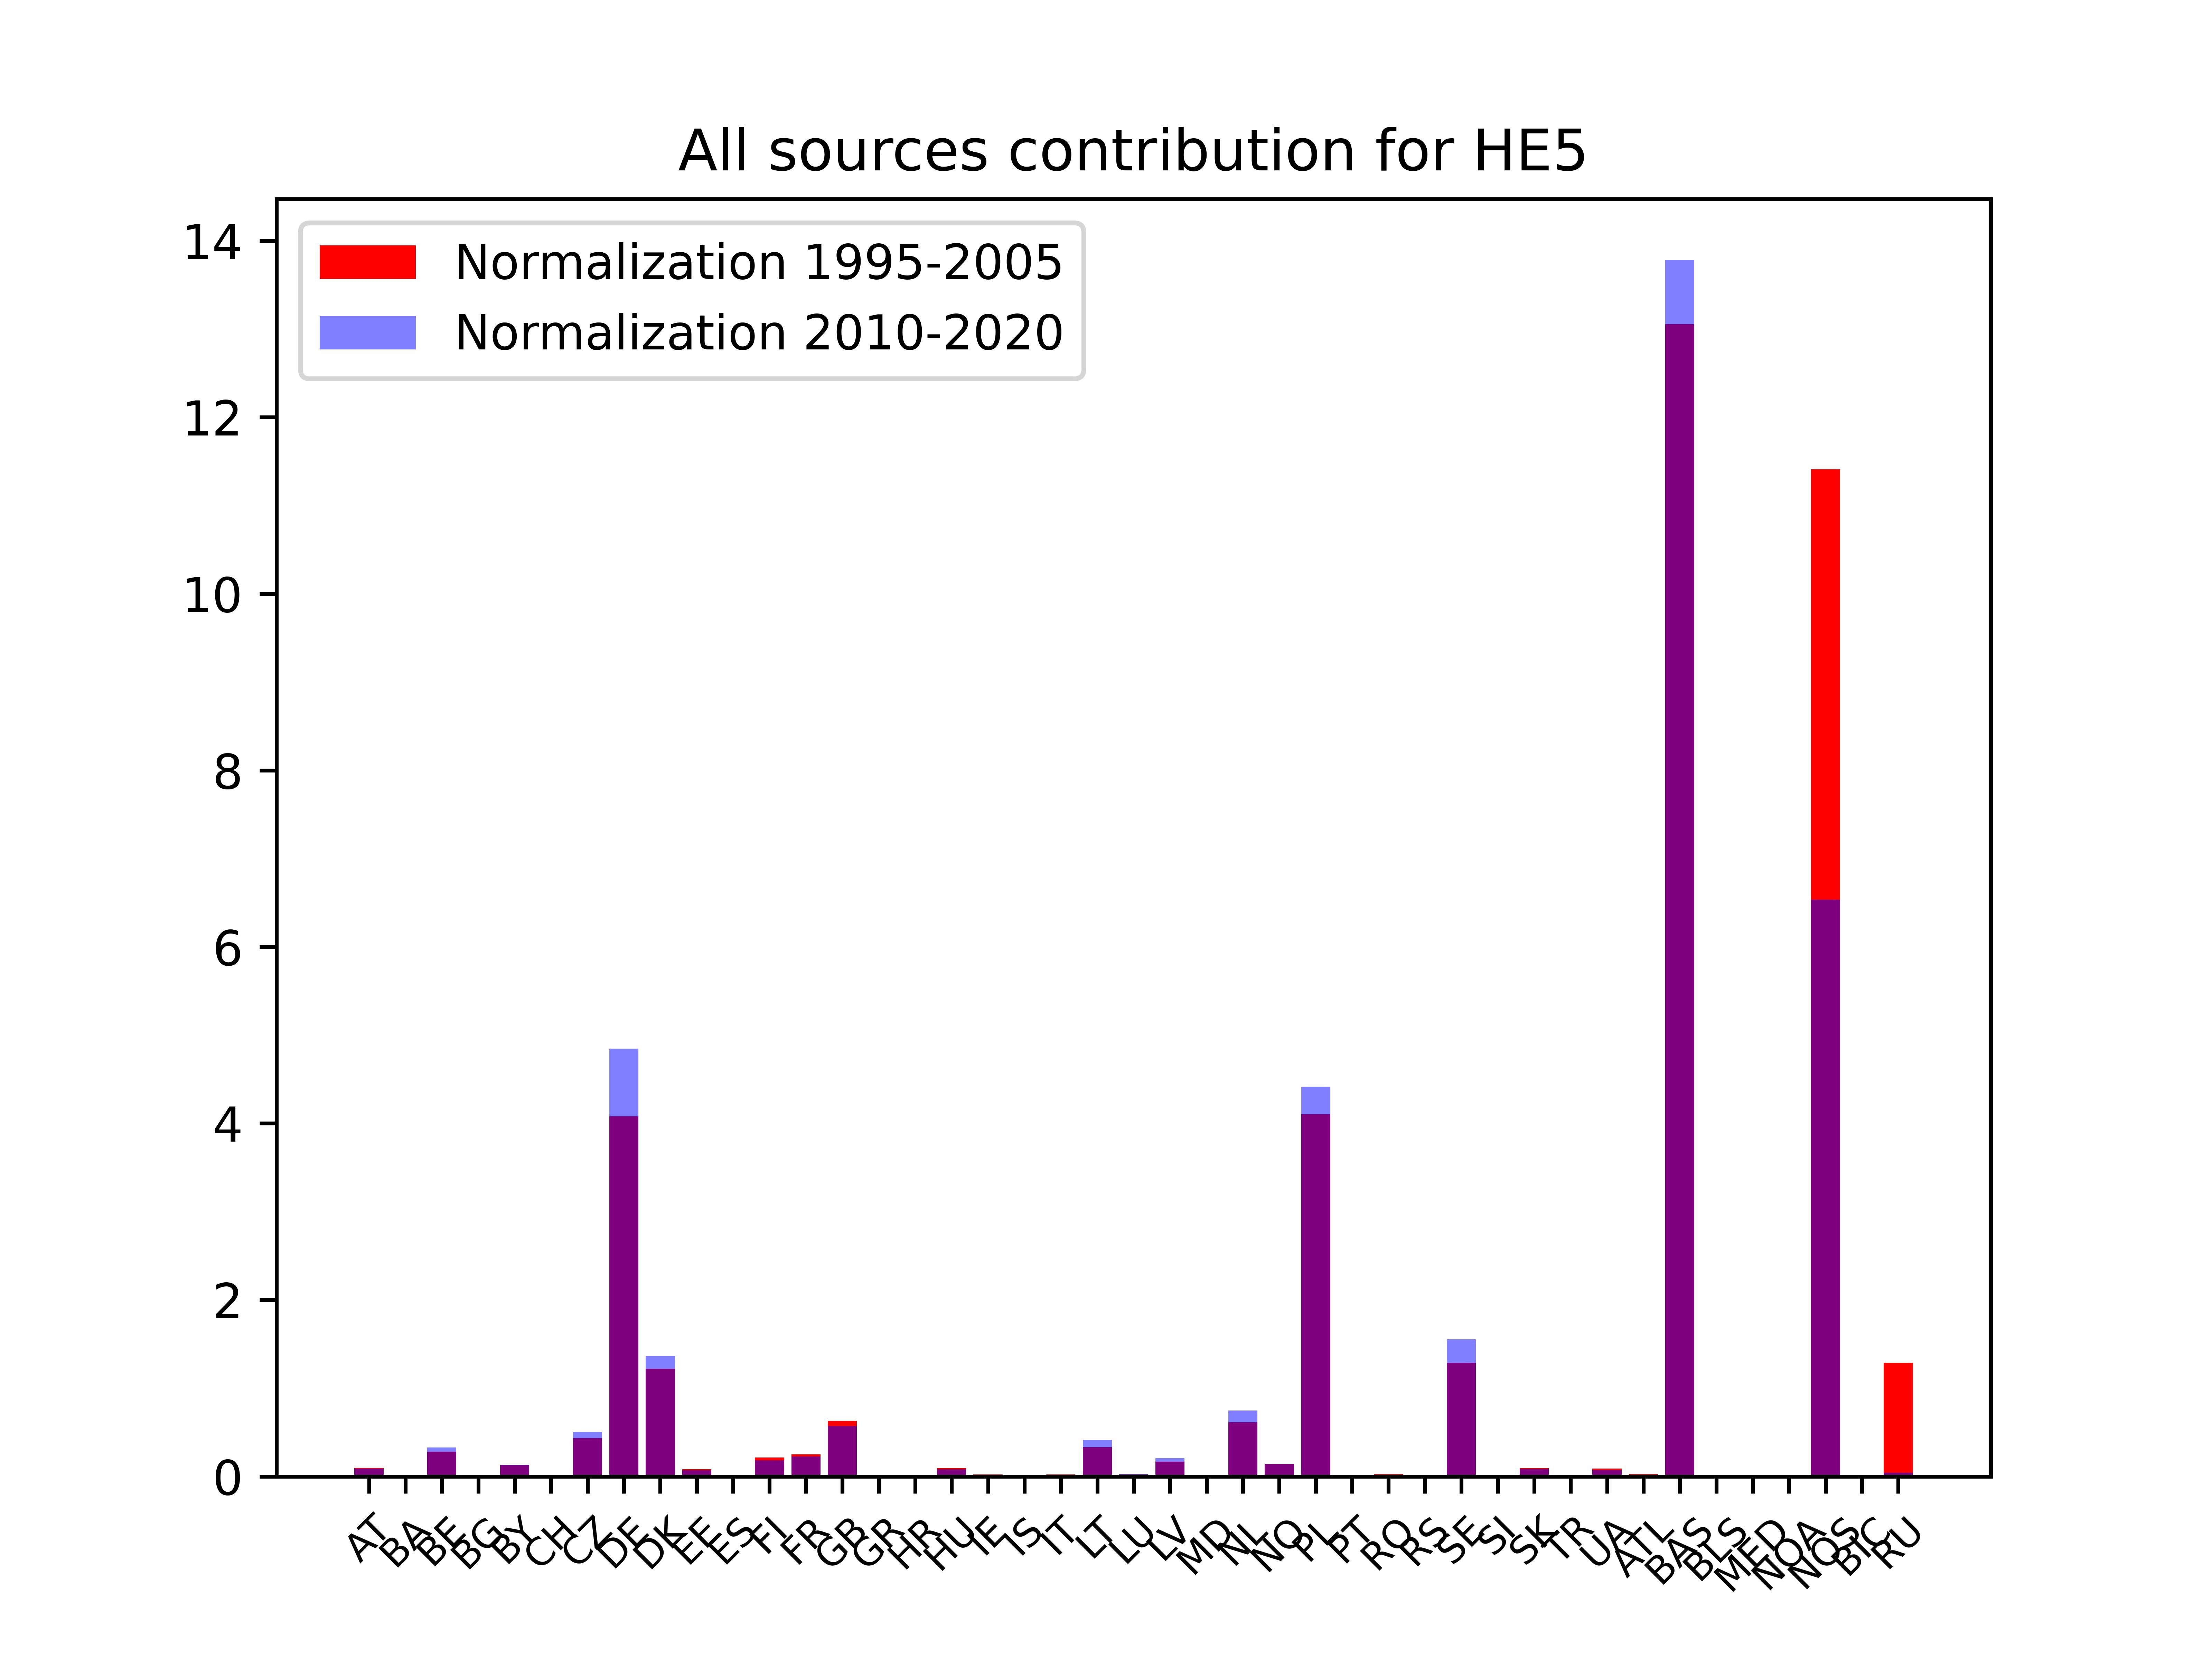 All sources contribution for HE5
Normalization 1995-2005
Normalization 2010-2020
14
12
10
8
6
4
2
0
AT
BA
BE
BG
BY
CH
CZ
DE
DK
EE
ES
FI
FR
GB
GR
HR
HU
IE
IS
IT
LT
LU
LV
MD
NL
NO
PL
PT
RO
RS
SE
SI
SK
TR
UA
ATL
BAS
BLS
MED
NOA
NOS
BIC
RU